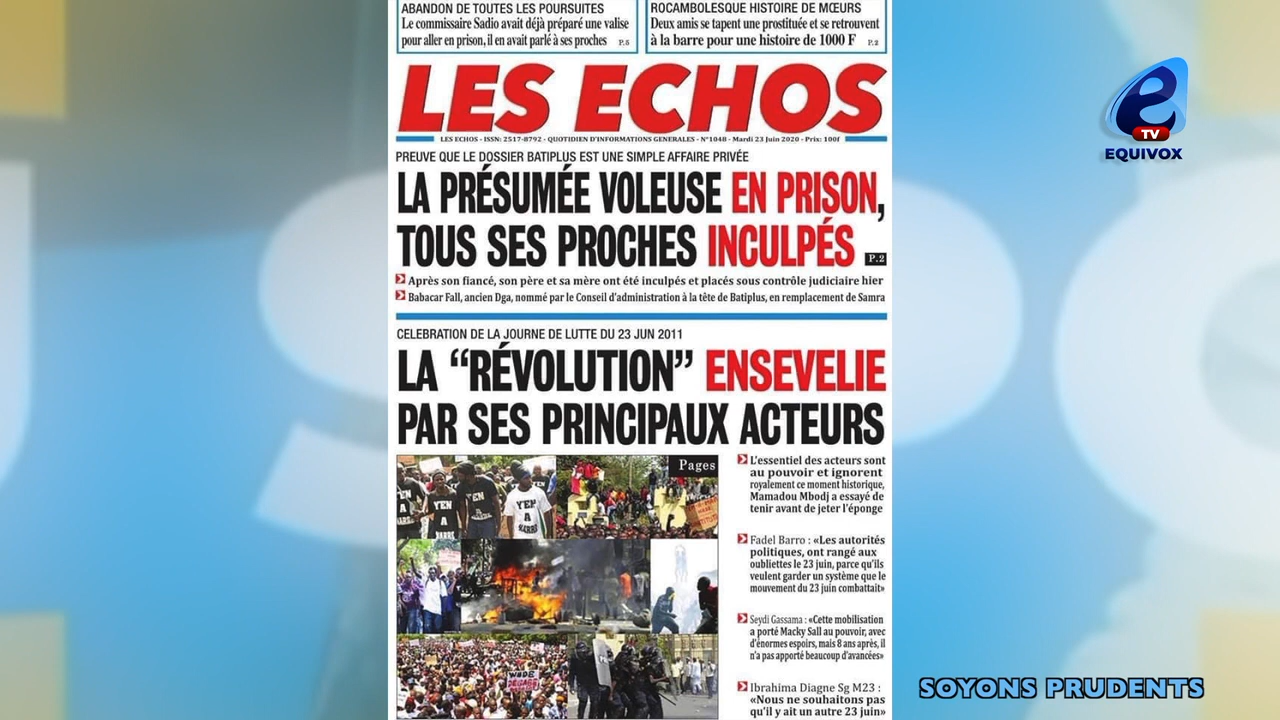 ABANDON DE TOUTES LES POURSUITES
Le commissaire Sadio avait déjà préparé une valise
pour aller en prison, il en avait parlé à ses proches P.5
ROCAMBOLESQUE HISTOIRE DE MŒURS
Deux amis se tapent une prostituée et se retrouvent
à la barre pour une histoire de 1000 F P.2
LES ECHOS
LES ECHOS - ISSN: 2517-8792 - QUOTIDIEN D'INFORMATIONS GENERALES - N°1048 - Mardi 23 Juin 2020 - Prix: 100f
PREUVE QUE LE DOSSIER BATIPLUS EST UNE SIMPLE AFFAIRE PRIVÉE
LA PRÉSUMÉE VOLEUSE EN PRISON,
TOUS SES PROCHES INCULPÉS P.2
Après son fiancé, son père et sa mère ont été inculpés et placés sous contrôle judiciaire hier
Babacar Fall, ancien Dga, nommé par le Conseil d'administration à la tête de Batiplus, en remplacement de Samra
CELEBRATION DE LA JOURNE DE LUTTE DU 23 JUN 2011
LA “RÉVOLUTION” ENSEVELIE
PAR SES PRINCIPAUX ACTEURS
Pages
YEN
A
MARRE
YEN
A
MARRE
WADE
DEGAGE
L'essentiel des acteurs sont
au pouvoir et ignorent
royalement ce moment historique,
Mamadou Mbodj a essayé de
tenir avant de jeter l'éponge
Fadel Barro : «Les autorités
politiques, ont rangé aux
oubliettes le 23 juin, parce qu'ils
veulent garder un système que le
mouvement du 23 juin combattait»
Seydi Gassama : «Cette mobilisation
a porté Macky Sall au pouvoir, avec
d'énormes espoirs, mais 8 ans après, il
n'a pas apporté beaucoup d'avancées»
Ibrahima Diagne Sg M23 :
«Nous ne souhaitons pas
qu'il y ait un autre 23 juin»
e
TV
EQUIVOX
SOYONS PRUDENTS